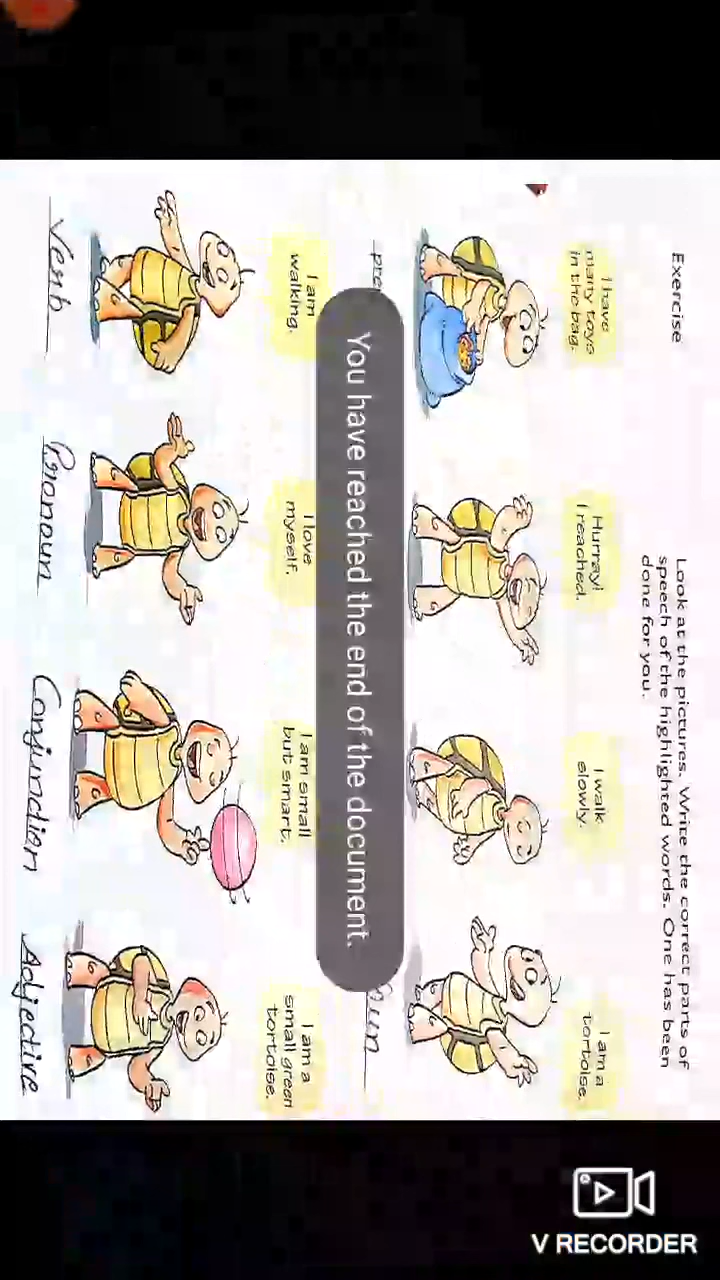 Exercise
Look at the pictures. Write the correct parts of
speech of the highlighted words. One has been
done for you.
I have
many toys
in the bag.
Hurray!
I reached.
I walk
slowly.
I am a
tortoise.
You have reached the end of the document.
I am
walking.
I love
myself.
I am small
but smart.
I am a
small green
tortoise.
Verb
Pronoun
Conjundian
Adjective
V RECORDER